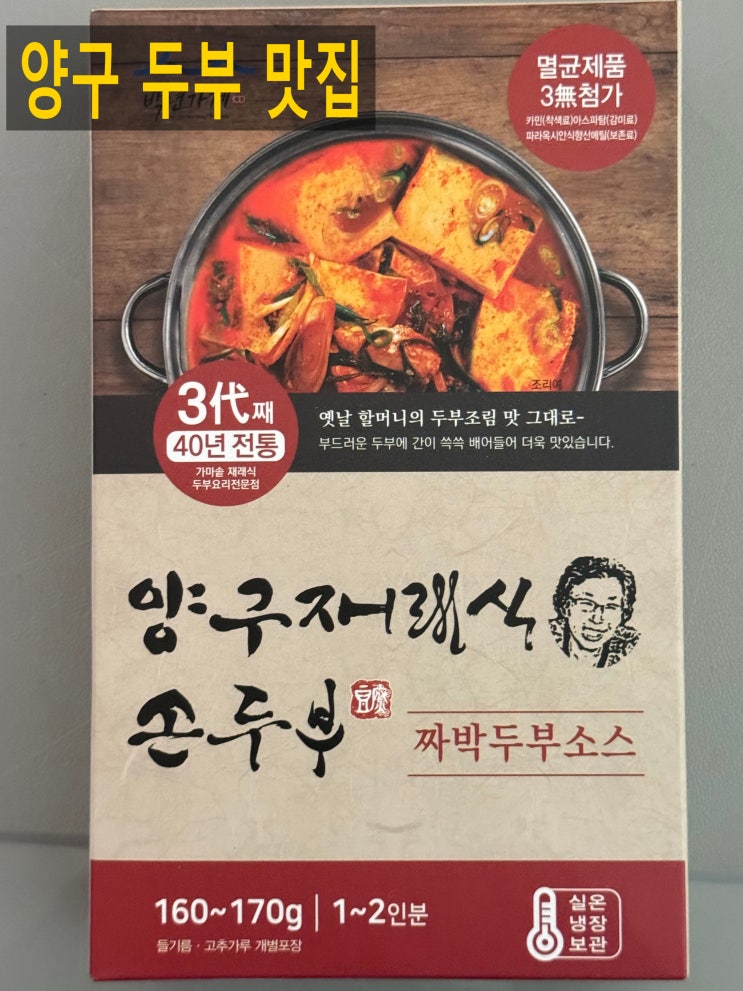 양구 두부 맛집
멸균제품
3無첨가
카민(착색료)아스파탐(감미료)
파라옥시안식향산메틸(보존료)
조리예
3代째
40년 전통
가마솥 재래식
두부요리전문점
옛날 할머니의 두부조림 맛 그대로-
부드러운 두부에 간이 쏙쏙 배어들어 더욱 맛있습니다.
양구재래식
손두부
짜박두부소스
160~170g | 1~2인분
들기름 · 고추가루 개별포장
실온
냉장
보관